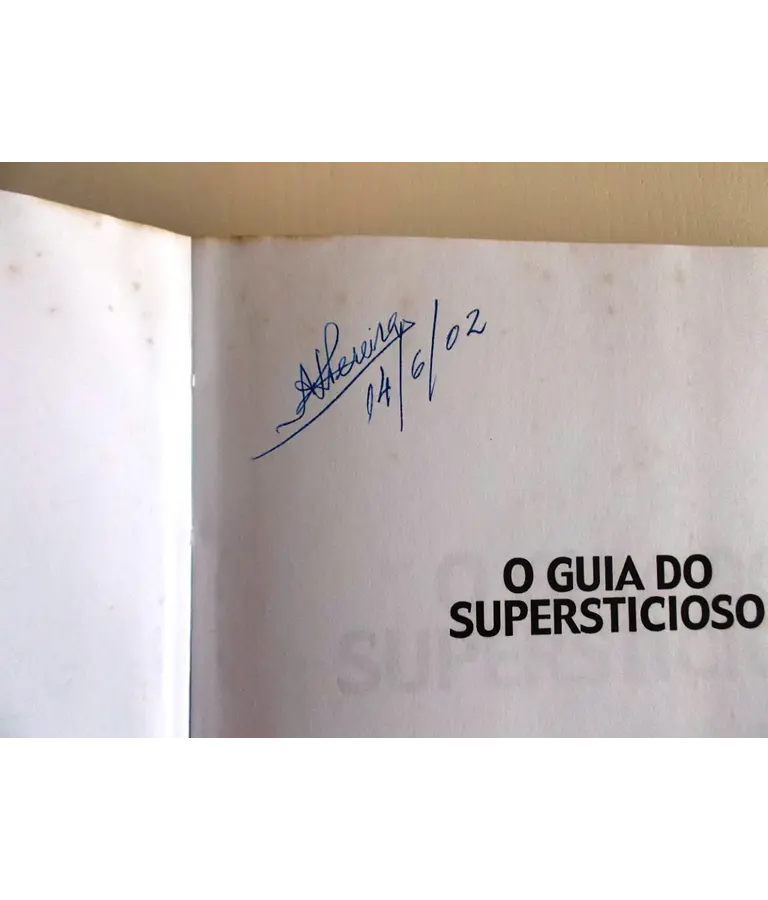 14/6/02
O GUIA DO
SUPERSTICIOSO